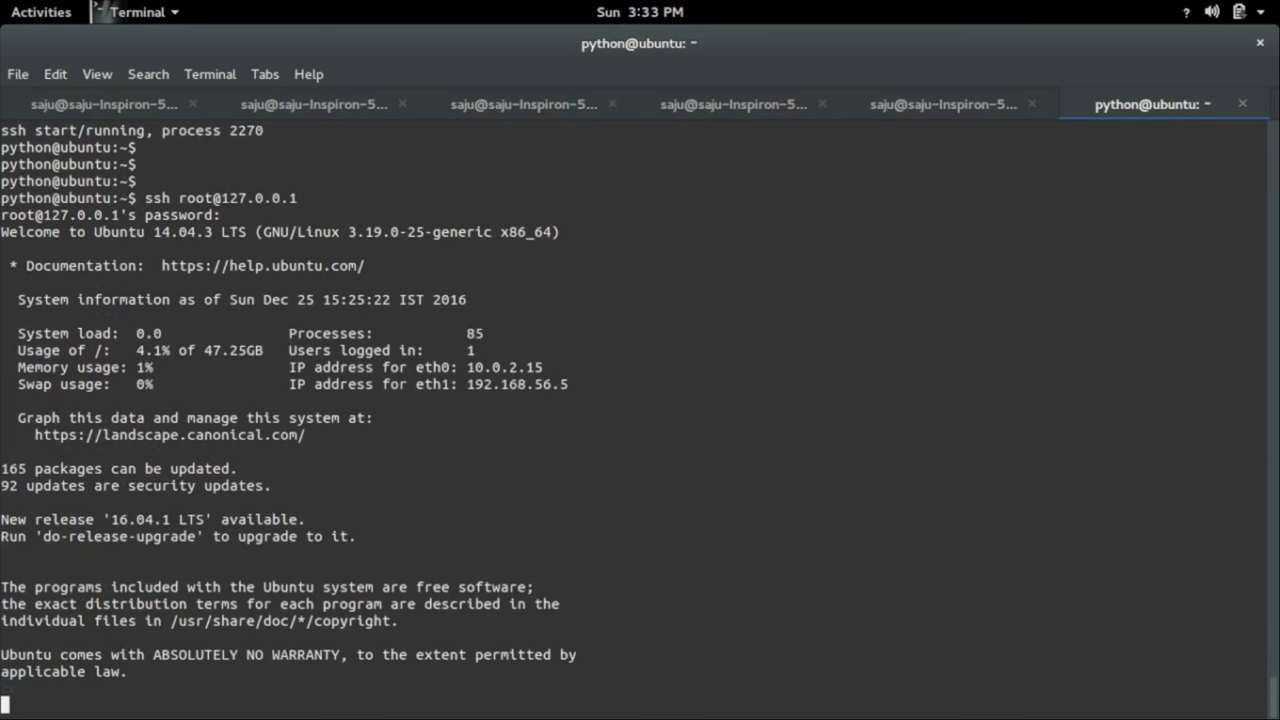 Activities Terminal Sun 3:33 PM ?
python@ubuntu: ~ ×
File Edit View Search Terminal Tabs Help
saju@saju-Inspiron-5... × saju@saju-Inspiron-5... × saju@saju-Inspiron-5... × saju@saju-Inspiron-5... × saju@saju-Inspiron-5... × python@ubuntu: ~ ×
ssh start/running, process 2270
python@ubuntu:~$
python@ubuntu:~$
python@ubuntu:~$
python@ubuntu:~$ ssh root@127.0.0.1
root@127.0.0.1's password:
Welcome to Ubuntu 14.04.3 LTS (GNU/Linux 3.19.0-25-generic x86_64)
* Documentation: https://help.ubuntu.com/
System information as of Sun Dec 25 15:25:22 IST 2016
System load: 0.0 Processes: 85
Usage of /: 4.1% of 47.25GB Users logged in: 1
Memory usage: 1% IP address for eth0: 10.0.2.15
Swap usage: 0% IP address for eth1: 192.168.56.5
Graph this data and manage this system at:
https://landscape.canonical.com/
165 packages can be updated.
92 updates are security updates.
New release '16.04.1 LTS' available.
Run 'do-release-upgrade' to upgrade to it.
The programs included with the Ubuntu system are free software;
the exact distribution terms for each program are described in the
individual files in /usr/share/doc/*/copyright.
Ubuntu comes with ABSOLUTELY NO WARRANTY, to the extent permitted by
applicable law.